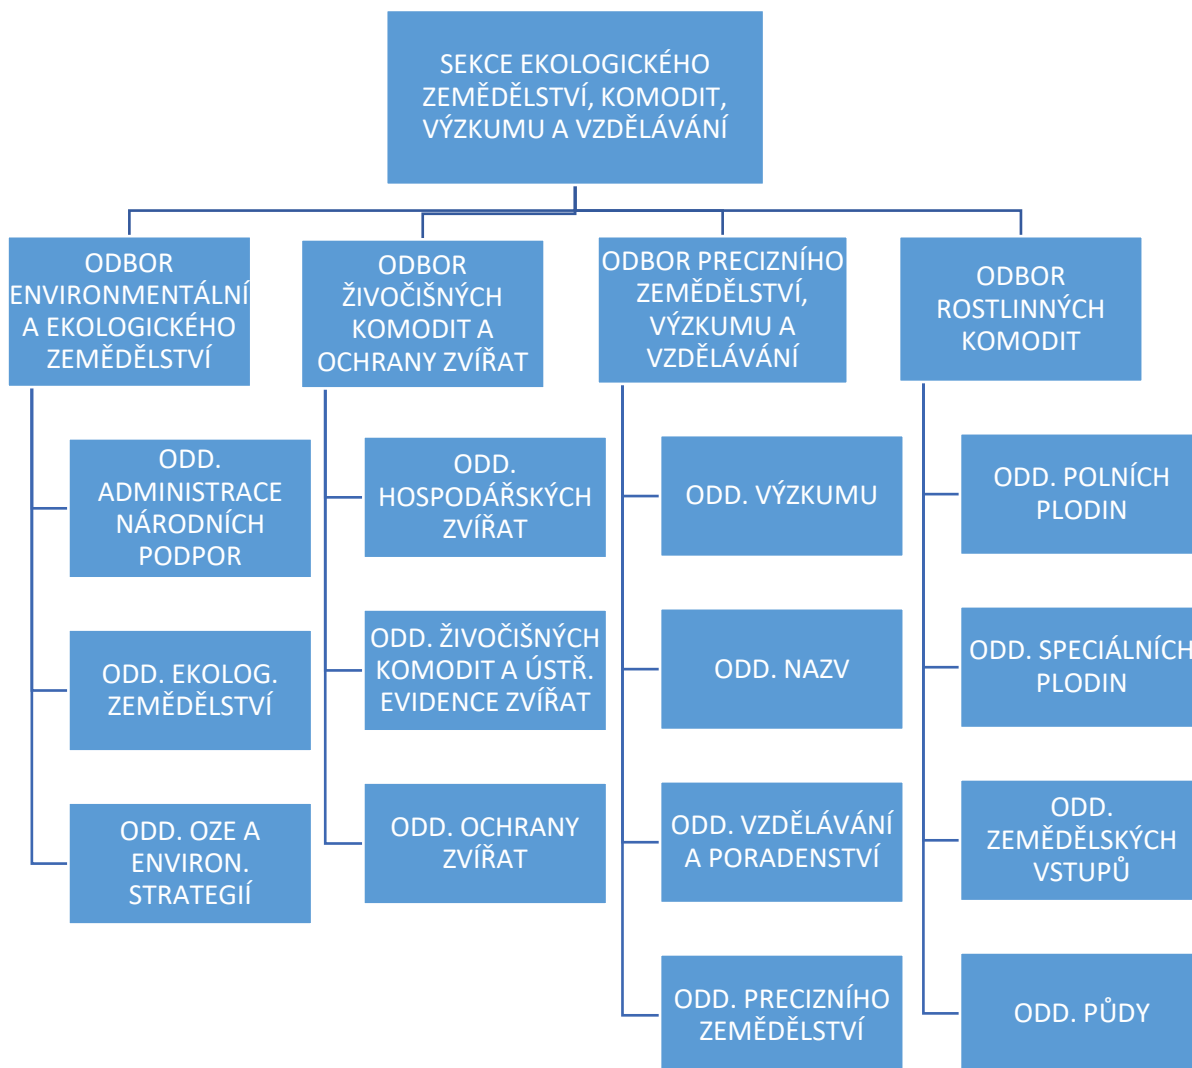 SEKCE EKOLOGICKÉHO
ZEMĚDĚLSTVÍ, KOMODIT,
VÝZKUMU A VZDĚLÁVÁNÍ
ODBOR
ENVIRONMENTÁLNÍ
A EKOLOGICKÉHO
ZEMĚDĚLSTVÍ
ODD.
ADMINISTRACE
NÁRODNÍCH
PODPOR
ODD. EKOLOG.
ZEMĚDĚLSTVÍ
ODD. OZE A
ENVIRON.
STRATEGIÍ
ODBOR
ŽIVOČIŠNÝCH
KOMODIT A
OCHRANY ZVÍŘAT
ODD.
HOSPODÁŘSKÝCH
ZVÍŘAT
ODD. ŽIVOČIŠNÝCH
KOMODIT A ÚSTŘ.
EVIDENCE ZVÍŘAT
ODD. OCHRANY
ZVÍŘAT
ODBOR PRECIZNÍHO
ZEMĚDĚLSTVÍ,
VÝZKUMU A
VZDĚLÁVÁNÍ
ODD. VÝZKUMU
ODD. NAZV
ODD. VZDĚLÁVÁNÍ
A PORADENSTVÍ
ODD. PRECIZNÍHO
ZEMĚDĚLSTVÍ
ODBOR
ROSTLINNÝCH
KOMODIT
ODD. POLNÍCH
PLODIN
ODD. SPECIÁLNÍCH
PLODIN
ODD.
ZEMĚDĚLSKÝCH
VSTUPŮ
ODD. PŮDY